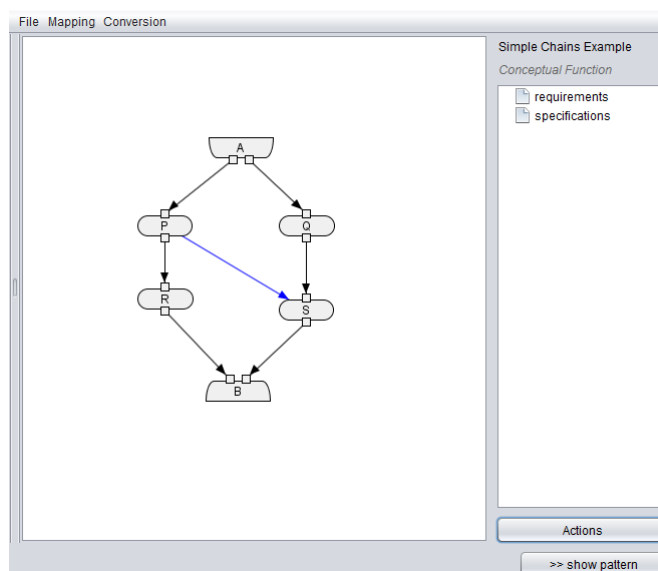 File Mapping Conversion
Simple Chains Example
Conceptual Function
requirements
specifications
A
P
Q
R
S
B
Actions
>> show pattern